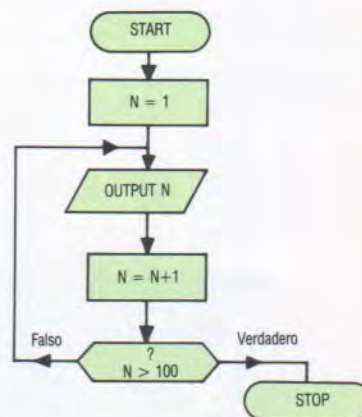 START
N = 1
OUTPUT N
N = N+1
Falso
?
N > 100
Verdadero
STOP